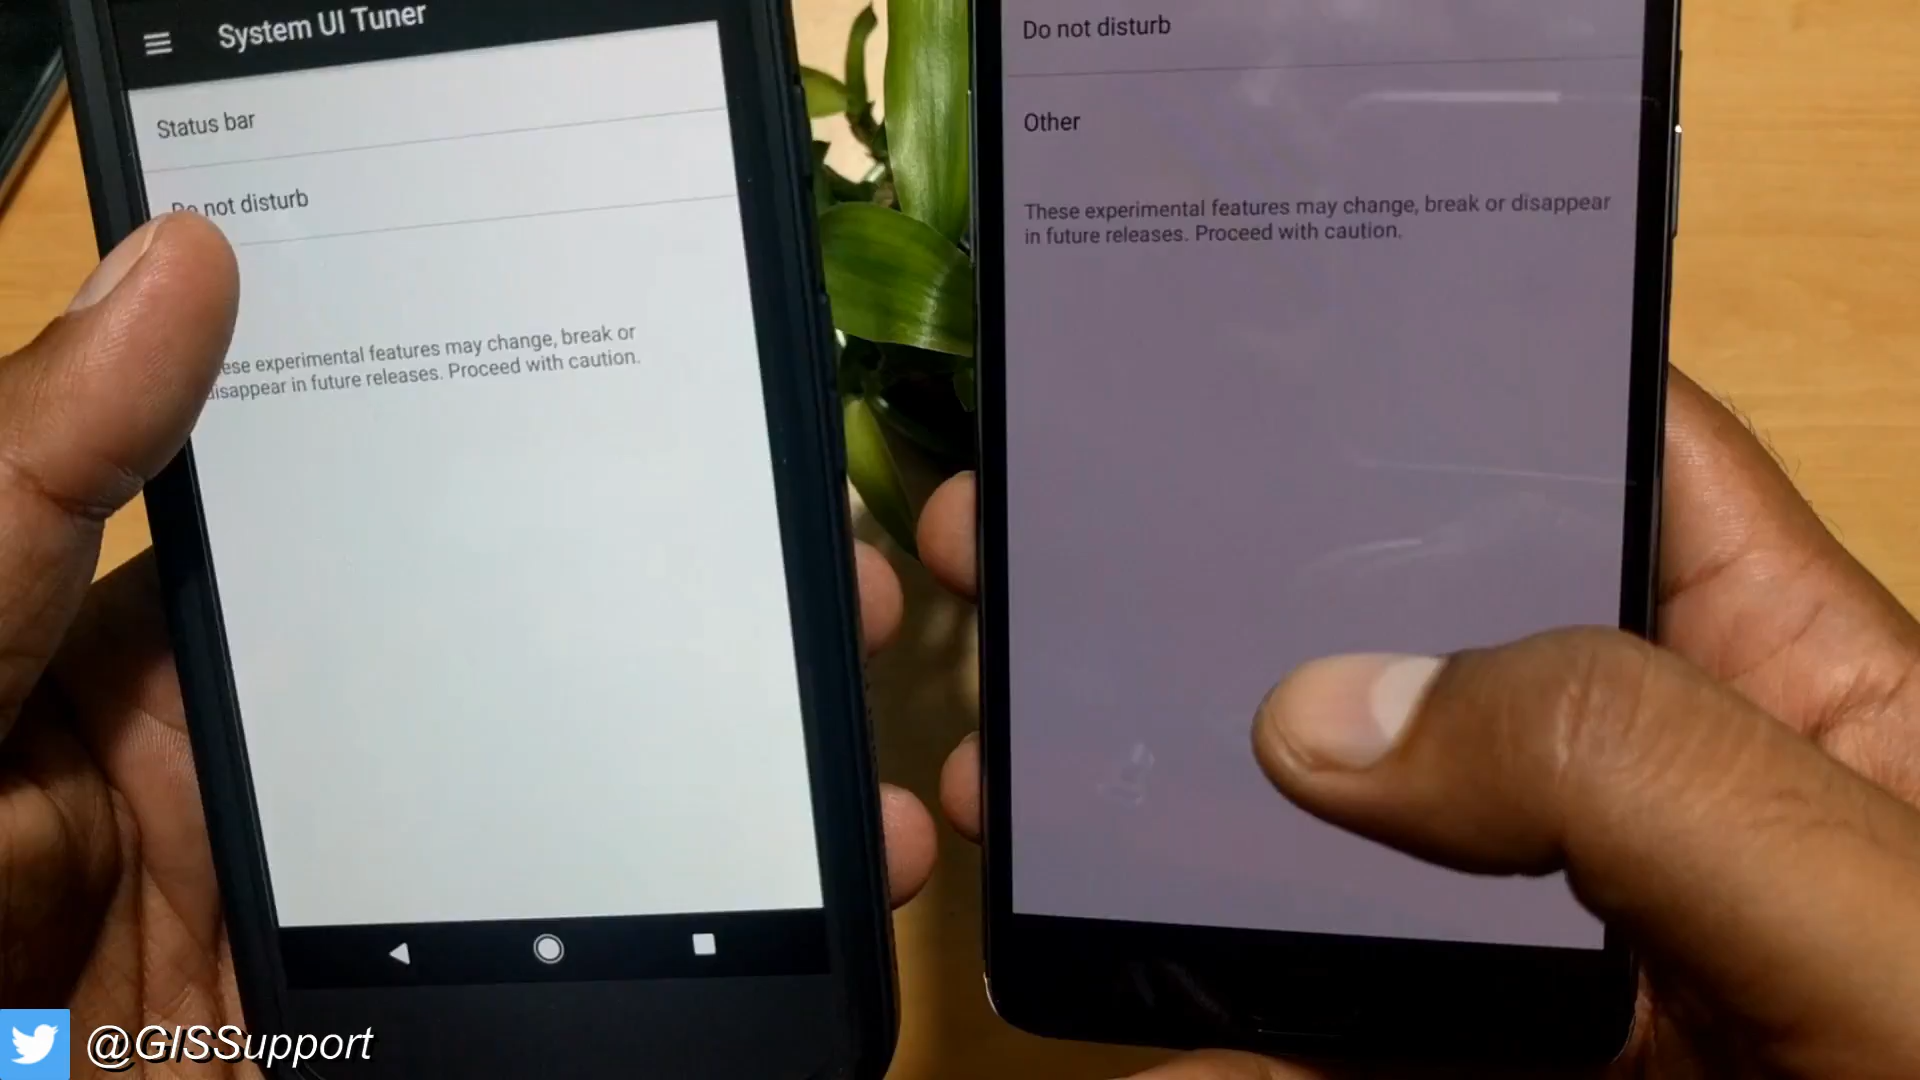 System UI Tuner
Status bar
Do not disturb
experimental features may change, break or
disappear in future releases. Proceed with caution.
Do not disturb
Other
These experimental features may change, break or disappear
in future releases. Proceed with caution.
@GISSupport